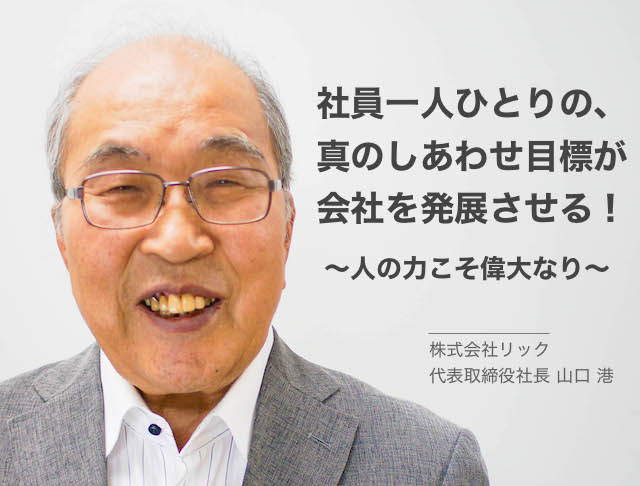 社員一人ひとりの、
真のしあわせ目標が
会社を発展させる！
〜人の力こそ偉大なり〜
株式会社リック
代表取締役社長 山口 港